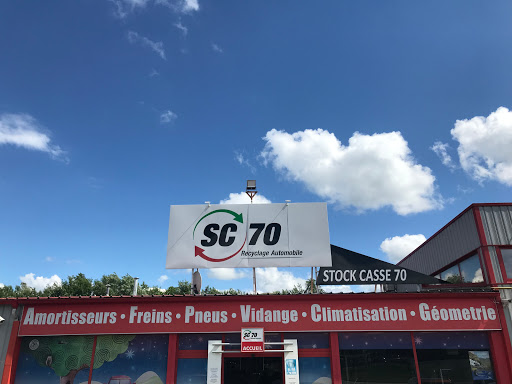 SC 70
Recyclage Automobile
STOCK CASSE 70
Amortisseurs • Freins • Pneus • Vidange • Climatisation • Géometrie
SC 70
ACCUEIL